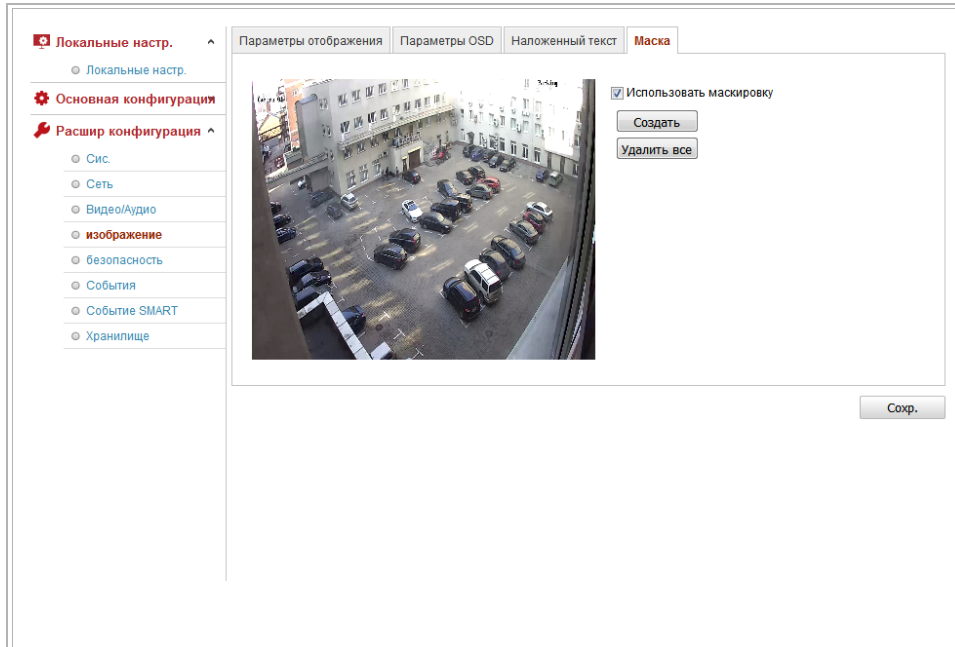 Локальные настр.
Локальные настр.
Основная конфигурация
Расшир конфигурация
Сис.
Сеть
Видео/Аудио
изображение
безопасность
События
Событие SMART
Хранилище
Параметры отображения
Параметры OSD
Наложенный текст
Маска
Использовать маскировку
Создать
Удалить все
Сохр.